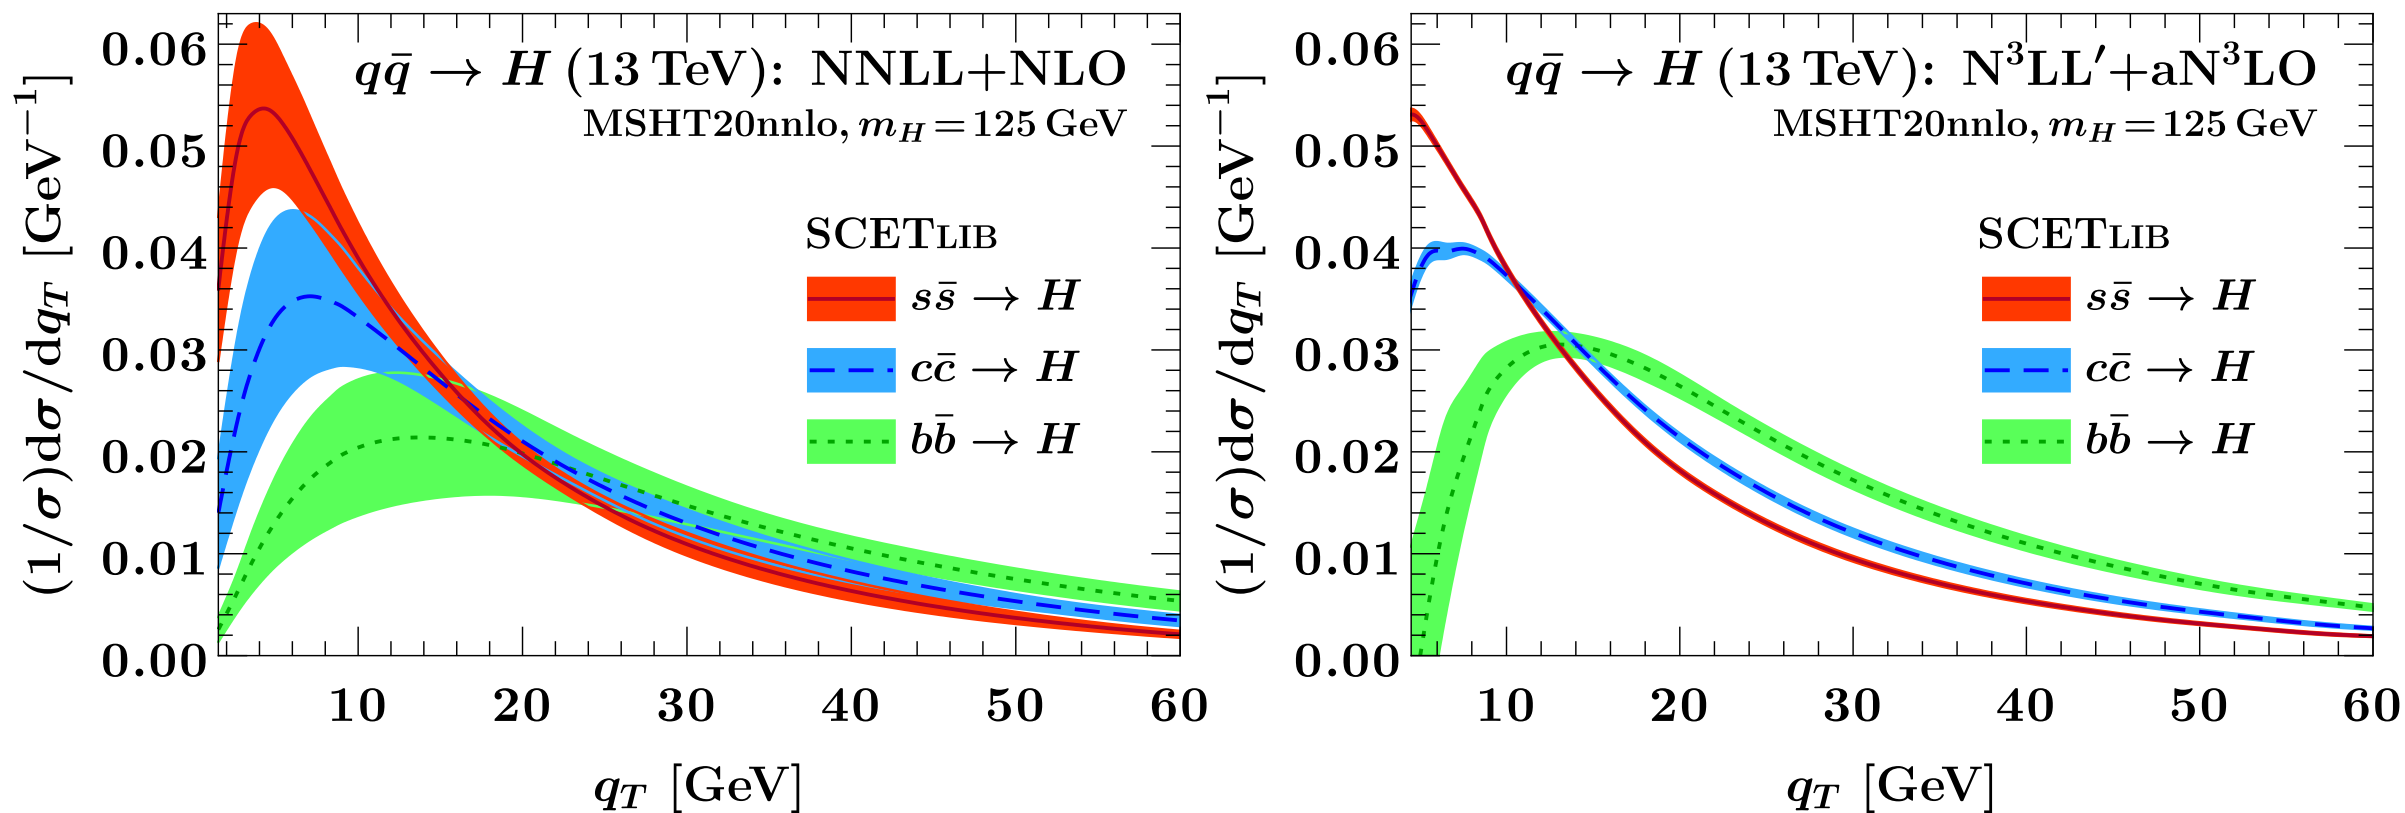 (1/σ)dσ/dq_T [GeV⁻¹]
0.06
0.05
0.04
0.03
0.02
0.01
0.00
qq̄ → H (13 TeV): NNLL+NLO
MSHT20nnlo, m_H = 125 GeV
SCETLIB
ss̄ → H
cc̄ → H
bb̄ → H
10 20 30 40 50 60
q_T [GeV]
(1/σ)dσ/dq_T [GeV⁻¹]
0.06
0.05
0.04
0.03
0.02
0.01
0.00
qq̄ → H (13 TeV): N³LL′+aN³LO
MSHT20nnlo, m_H = 125 GeV
SCETLIB
ss̄ → H
cc̄ → H
bb̄ → H
10 20 30 40 50 60
q_T [GeV]